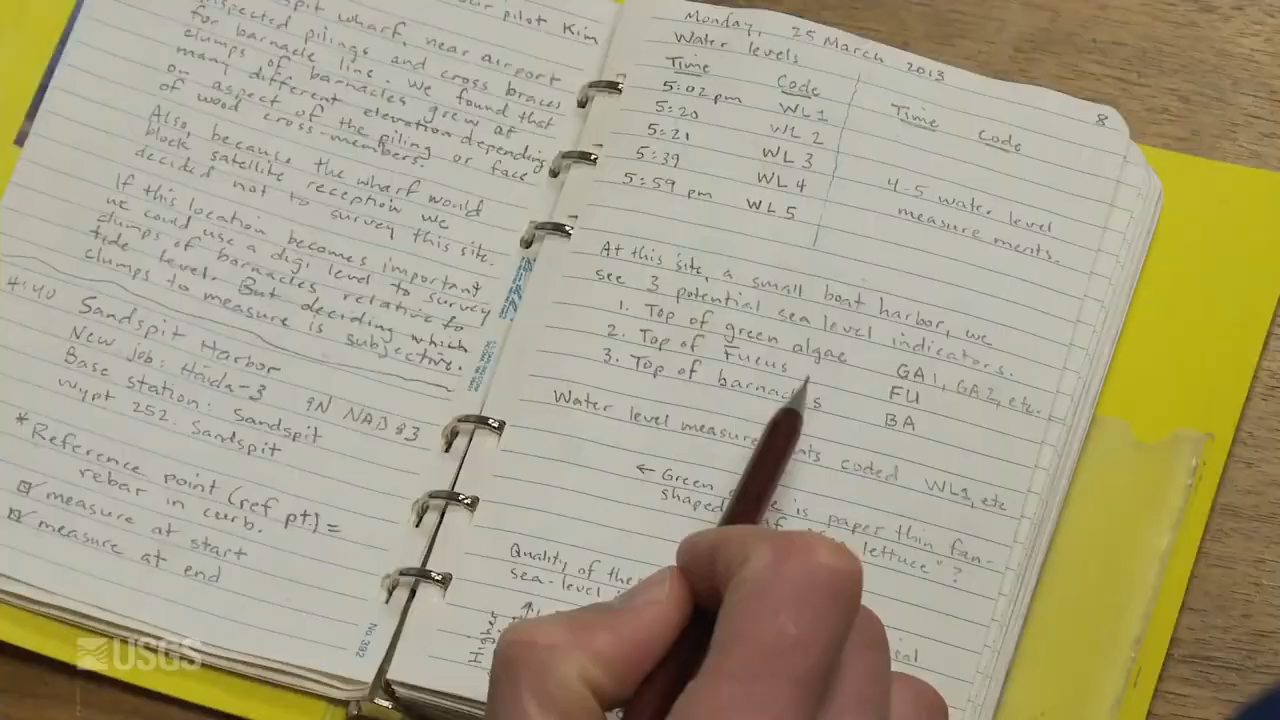 our pilot Kim
spit wharf, near airport
inspected pilings and cross braces
for barnacle line. We found that
clumps of barnacles grew at
many different elevation depending
on aspect of the piling or face
of wood cross-members.
Also, because the wharf would
block satellite reception we
decided not to survey this site.
If this location becomes important
we could use a digi level to survey
clumps of barnacles relative to
tide level. But deciding which
clumps to measure is subjective.
H140 Sandspit Harbor
New job: Haida-3 9N NAD 83
Base station: Sandspit
Wypt 252. Sandspit
*Reference point (ref pt.) =
rebar in curb.
measure at start
measure at end
No. 392
USGS
Monday, 25 March 2013
8
Water levels
Time Code
5:02 pm WL 1
5:20 WL 2
5:21 WL 3
5:39 WL 4
5:59 pm WL 5
Time Code
4-5 water level
measurements.
At this site, a small boat harbor, we
see 3 potential sea level indicators.
1. Top of green algae GA1, GA2, etc.
2. Top of Fucus FU
3. Top of barnacles BA
Water level measurements coded WL1, etc
← Green is paper thin fan-
shaped lettuce"?
Quality of the
sea-level
Higher